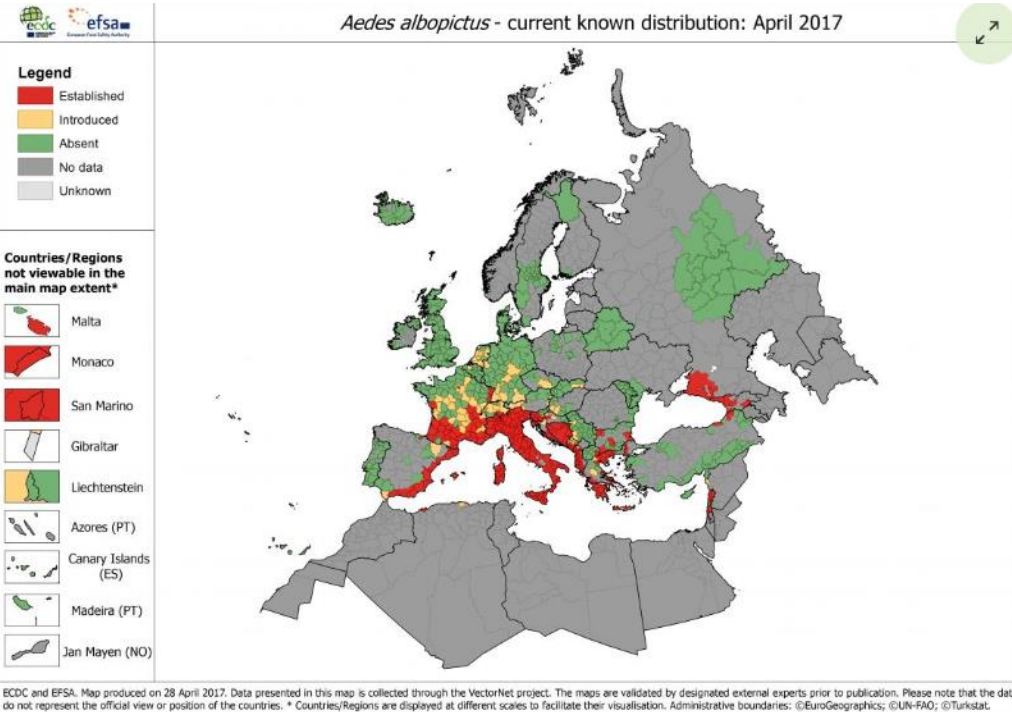 ecdc
efsa
European Food Safety Authority
Aedes albopictus - current known distribution: April 2017
Legend
Established
Introduced
Absent
No data
Unknown
Countries/Regions
not viewable in the
main map extent*
Malta
Monaco
San Marino
Gibraltar
Liechtenstein
Azores (PT)
Canary Islands
(ES)
Madeira (PT)
Jan Mayen (NO)
ECDC and EFSA. Map produced on 28 April 2017. Data presented in this map is collected through the VectorNet project. The maps are validated by designated external experts prior to publication. Please note that the dat
do not represent the official view or position of the countries. * Countries/Regions are displayed at different scales to facilitate their visualisation. Administrative boundaries: ©EuroGeographics; ©UN-FAO; ©Turkstat.